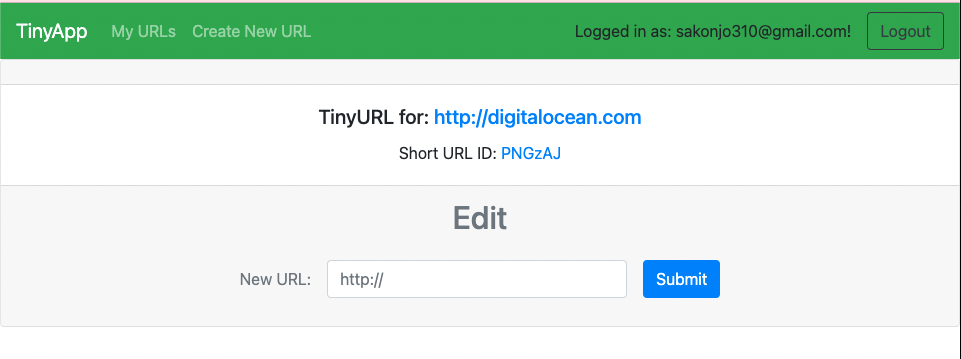 TinyApp My URLs Create New URL Logged in as: sakonjo310@gmail.com! Logout
TinyURL for: http://digitalocean.com
Short URL ID: PNGzAJ
Edit
New URL: http:// Submit